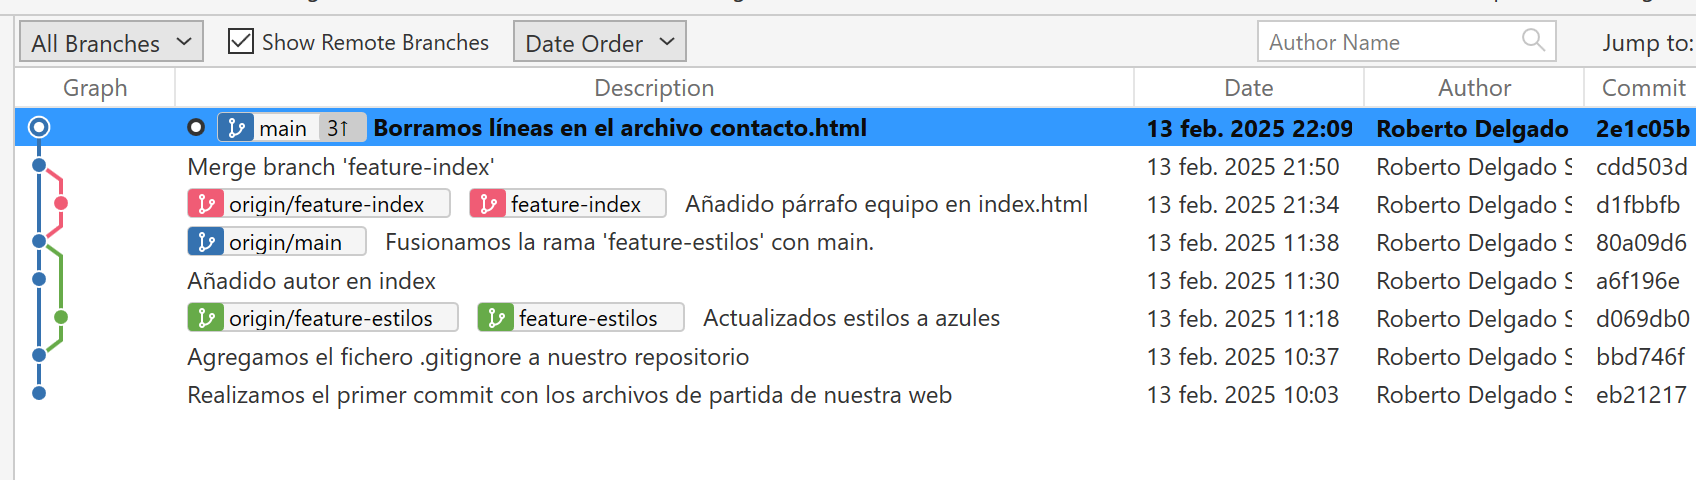 All Branches Show Remote Branches Date Order Author Name Jump to:
Graph Description Date Author Commit
main 3↑ Borramos líneas en el archivo contacto.html 13 feb. 2025 22:09 Roberto Delgado 2e1c05b
Merge branch 'feature-index' 13 feb. 2025 21:50 Roberto Delgado S cdd503d
origin/feature-index feature-index Añadido párrafo equipo en index.html 13 feb. 2025 21:34 Roberto Delgado S d1fbbfb
origin/main Fusionamos la rama 'feature-estilos' con main. 13 feb. 2025 11:38 Roberto Delgado S 80a09d6
Añadido autor en index 13 feb. 2025 11:30 Roberto Delgado S a6f196e
origin/feature-estilos feature-estilos Actualizados estilos a azules 13 feb. 2025 11:18 Roberto Delgado S d069db0
Agregamos el fichero .gitignore a nuestro repositorio 13 feb. 2025 10:37 Roberto Delgado S bbd746f
Realizamos el primer commit con los archivos de partida de nuestra web 13 feb. 2025 10:03 Roberto Delgado S eb21217